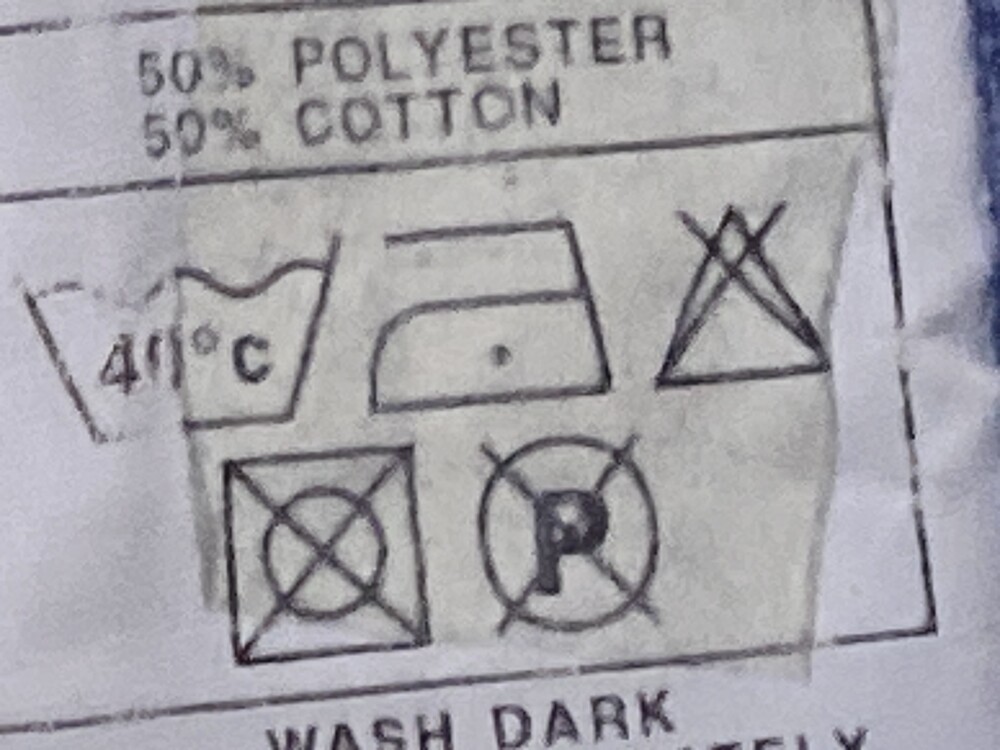 50% POLYESTER
50% COTTON
40°C
P
WASH DARK